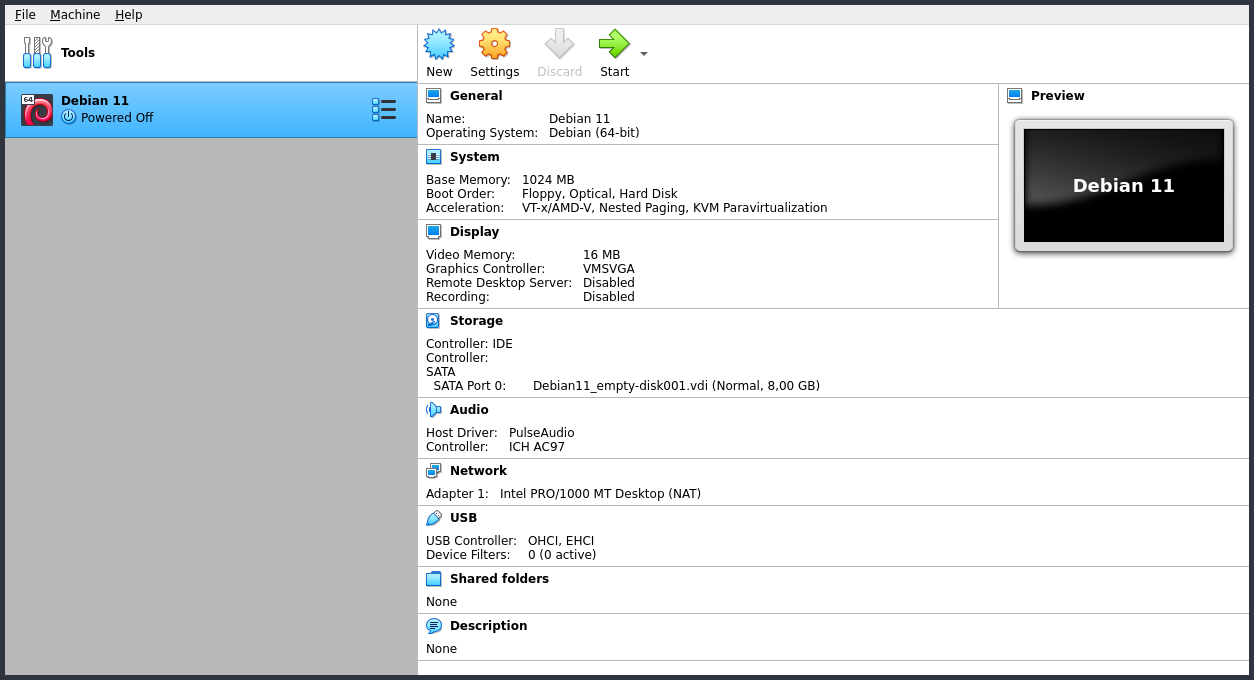 File Machine Help
Tools
64
Debian 11
Powered Off
New Settings Discard Start
General
Name: Debian 11
Operating System: Debian (64-bit)
System
Base Memory: 1024 MB
Boot Order: Floppy, Optical, Hard Disk
Acceleration: VT-x/AMD-V, Nested Paging, KVM Paravirtualization
Display
Video Memory: 16 MB
Graphics Controller: VMSVGA
Remote Desktop Server: Disabled
Recording: Disabled
Preview
Debian 11
Storage
Controller: IDE
Controller:
SATA
SATA Port 0: Debian11_empty-disk001.vdi (Normal, 8,00 GB)
Audio
Host Driver: PulseAudio
Controller: ICH AC97
Network
Adapter 1: Intel PRO/1000 MT Desktop (NAT)
USB
USB Controller: OHCI, EHCI
Device Filters: 0 (0 active)
Shared folders
None
Description
None